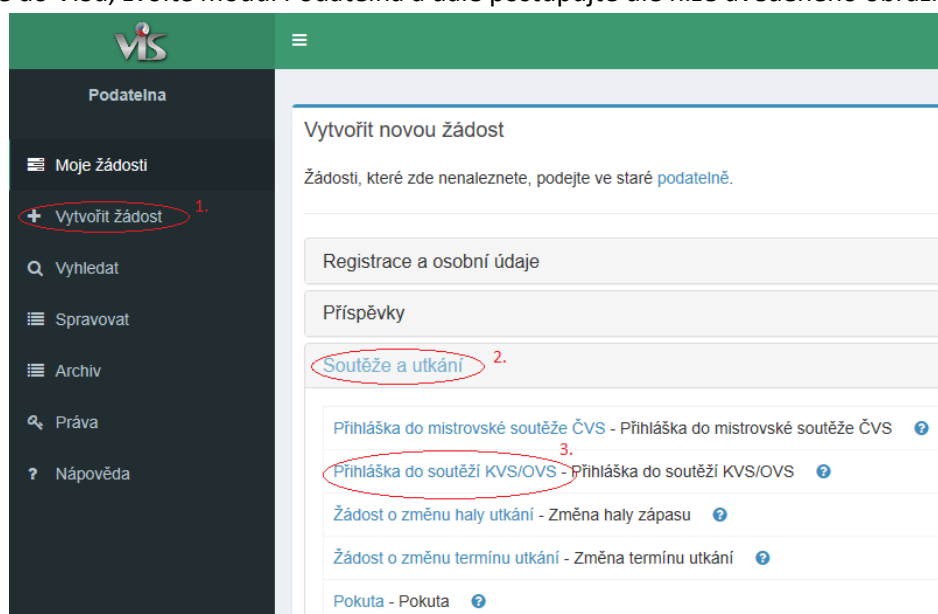 VIS
Podatelna
Moje žádosti
Vytvořit žádost 1.
Vyhledat
Spravovat
Archiv
Práva
Nápověda
Vytvořit novou žádost
Žádosti, které zde nenaleznete, podejte ve staré podatelně.
Registrace a osobní údaje
Příspěvky
Soutěže a utkání 2.
Přihláška do mistrovské soutěže ČVS - Přihláška do mistrovské soutěže ČVS
3.
Přihláška do soutěží KVS/OVS - Přihláška do soutěží KVS/OVS
Žádost o změnu haly utkání - Změna haly zápasu
Žádost o změnu termínu utkání - Změna termínu utkání
Pokuta - Pokuta